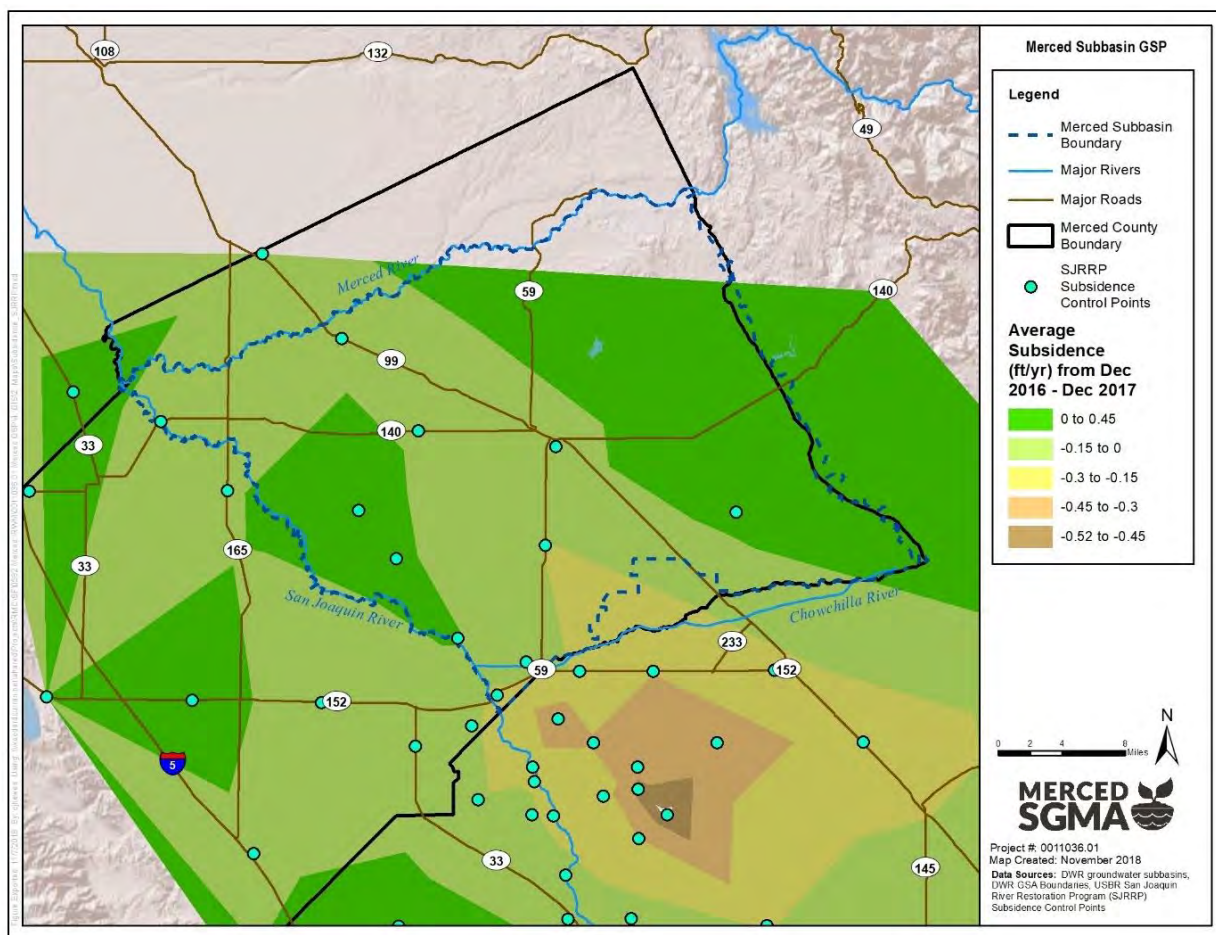 108
132
49
Merced River
59
140
99
33
140
33
165
San Joaquin River
Chowchilla River
233
59
152
152
5
33
145
Merced Subbasin GSP
Legend
Merced Subbasin
Boundary
Major Rivers
Major Roads
Merced County
Boundary
SJRRP
Subsidence
Control Points
Average
Subsidence
(ft/yr) from Dec
2016 - Dec 2017
0 to 0.45
-0.15 to 0
-0.3 to -0.15
-0.45 to -0.3
-0.52 to -0.45
N
0 2 4 8
Miles
MERCED
SGMA
Project #: 0011036.01
Map Created: November 2018
Data Sources: DWR groundwater subbasins,
DWR GSA Boundaries, USBR San Joaquin
River Restoration Program (SJRRP)
Subsidence Control Points